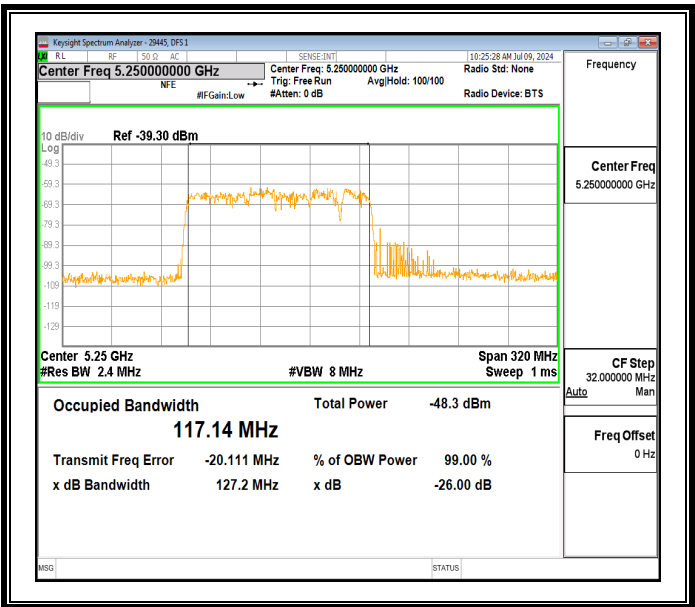 Keysight Spectrum Analyzer - 29445, DFS 1
RL RF 50 Ω AC SENSE:INT 10:25:28 AM Jul 09, 2024
Center Freq 5.250000000 GHz Center Freq: 5.250000000 GHz Radio Std: None
NFE Trig: Free Run Avg|Hold: 100/100
#IFGain:Low #Atten: 0 dB Radio Device: BTS
Frequency
10 dB/div Ref -39.30 dBm
Log
-49.3
-59.3
-69.3
-79.3
-89.3
-99.3
-109
-119
-129
Center 5.25 GHz Span 320 MHz
#Res BW 2.4 MHz #VBW 8 MHz Sweep 1 ms
Occupied Bandwidth Total Power -48.3 dBm
117.14 MHz
Transmit Freq Error -20.111 MHz % of OBW Power 99.00 %
x dB Bandwidth 127.2 MHz x dB -26.00 dB
Center Freq
5.250000000 GHz
CF Step
32.000000 MHz
Auto Man
Freq Offset
0 Hz
MSG STATUS